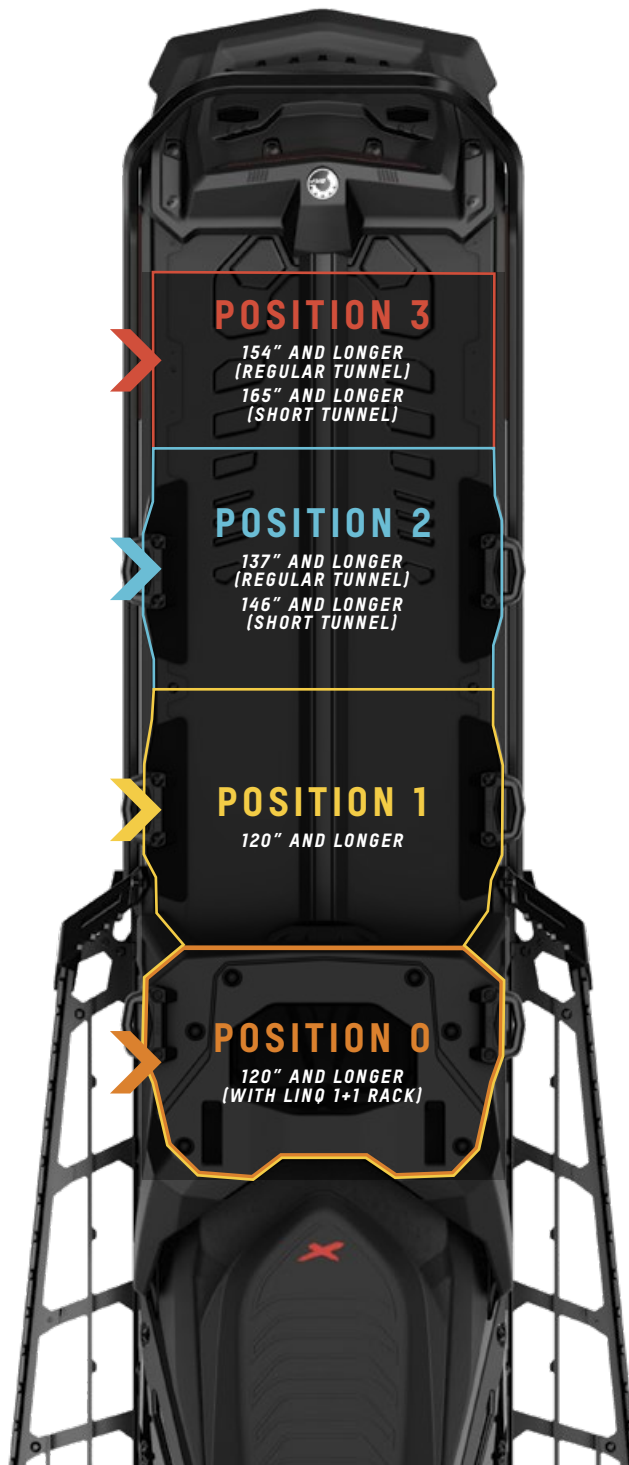 POSITION 3
154" AND LONGER
(REGULAR TUNNEL)
165" AND LONGER
(SHORT TUNNEL)
POSITION 2
137" AND LONGER
(REGULAR TUNNEL)
146" AND LONGER
(SHORT TUNNEL)
POSITION 1
120" AND LONGER
POSITION 0
120" AND LONGER
(WITH LINQ 1+1 RACK)